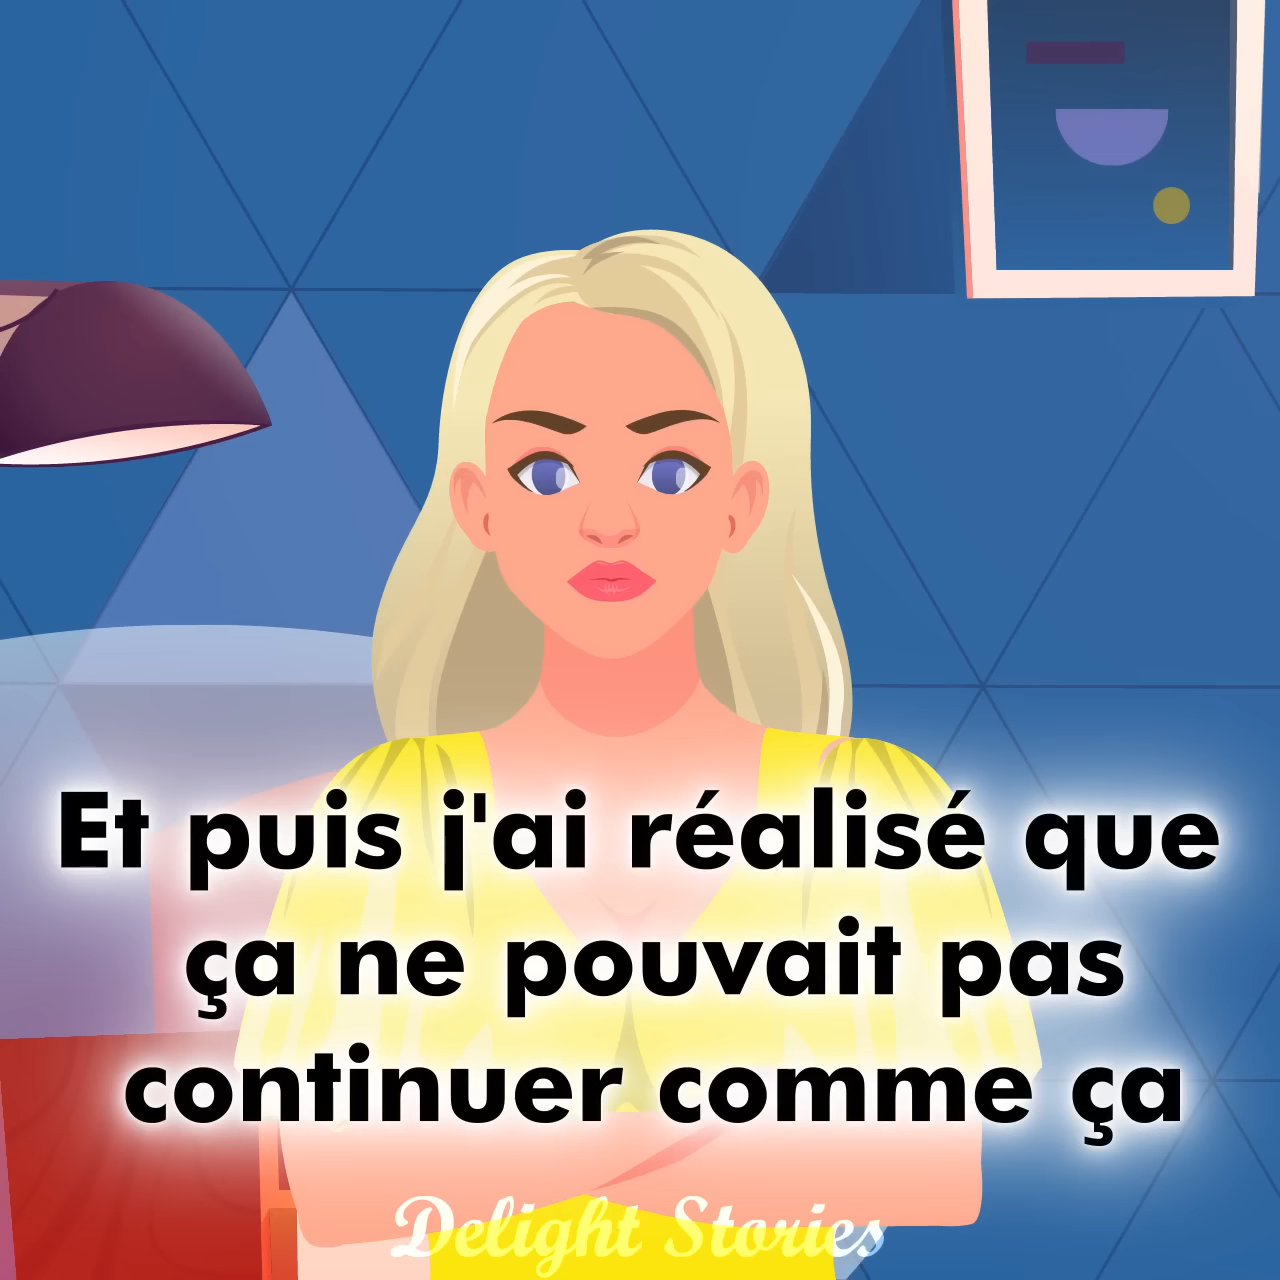 Et puis j'ai réalisé que
ça ne pouvait pas
continuer comme ça
Delight Stories